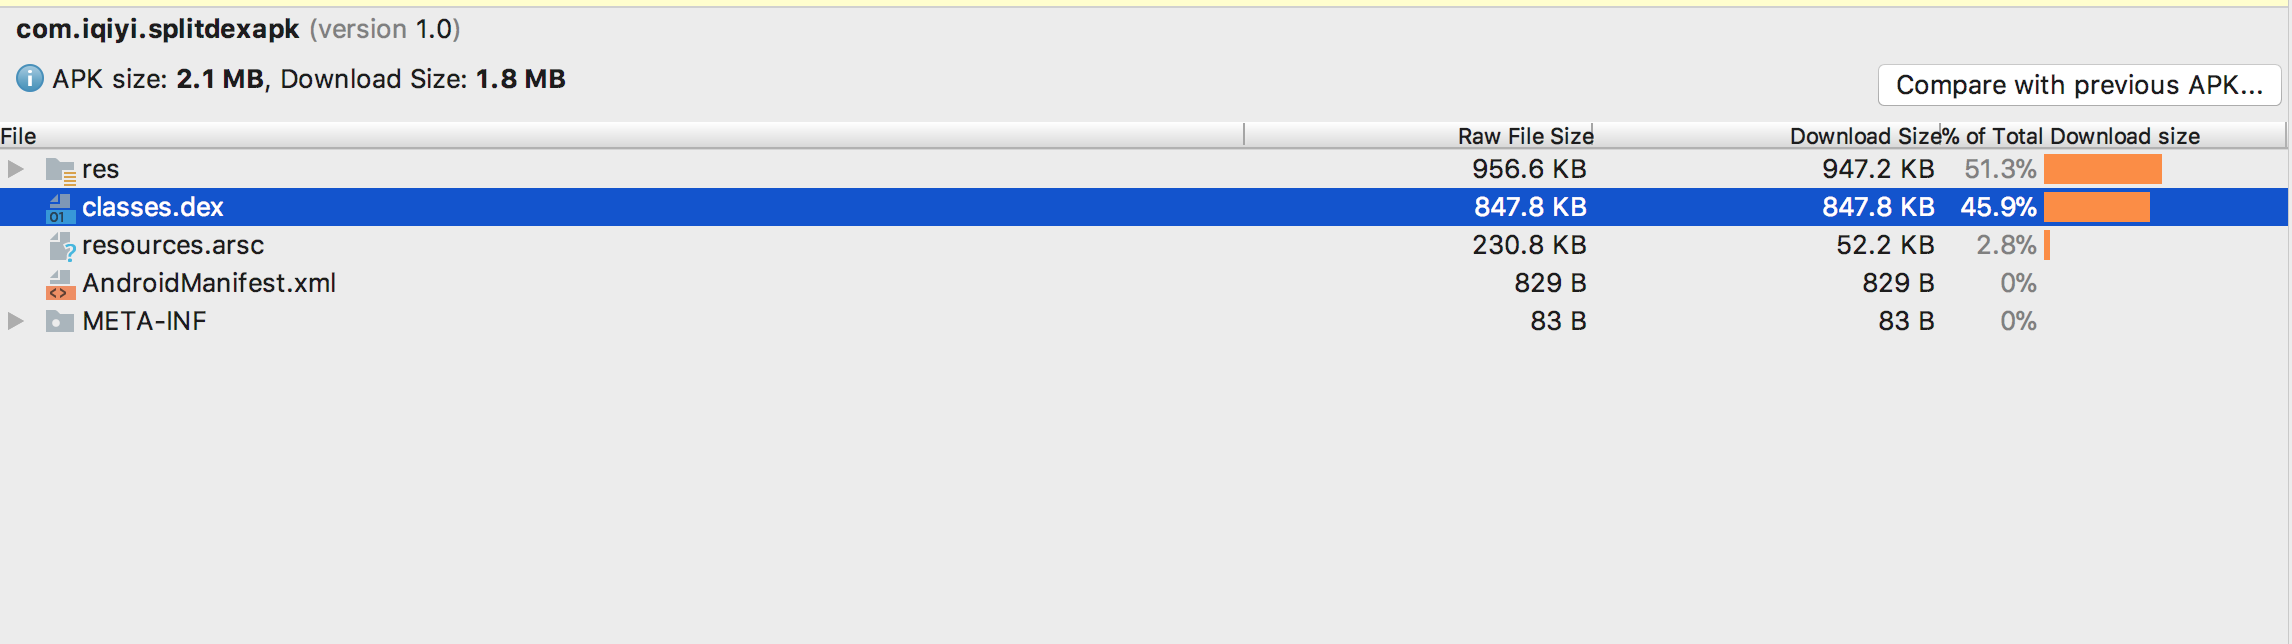 com.iqiyi.splitdexapk (version 1.0)
APK size: 2.1 MB, Download Size: 1.8 MB
Compare with previous APK...
File Raw File Size Download Size % of Total Download size
res 956.6 KB 947.2 KB 51.3%
01 classes.dex 847.8 KB 847.8 KB 45.9%
? resources.arsc 230.8 KB 52.2 KB 2.8%
<> AndroidManifest.xml 829 B 829 B 0%
META-INF 83 B 83 B 0%